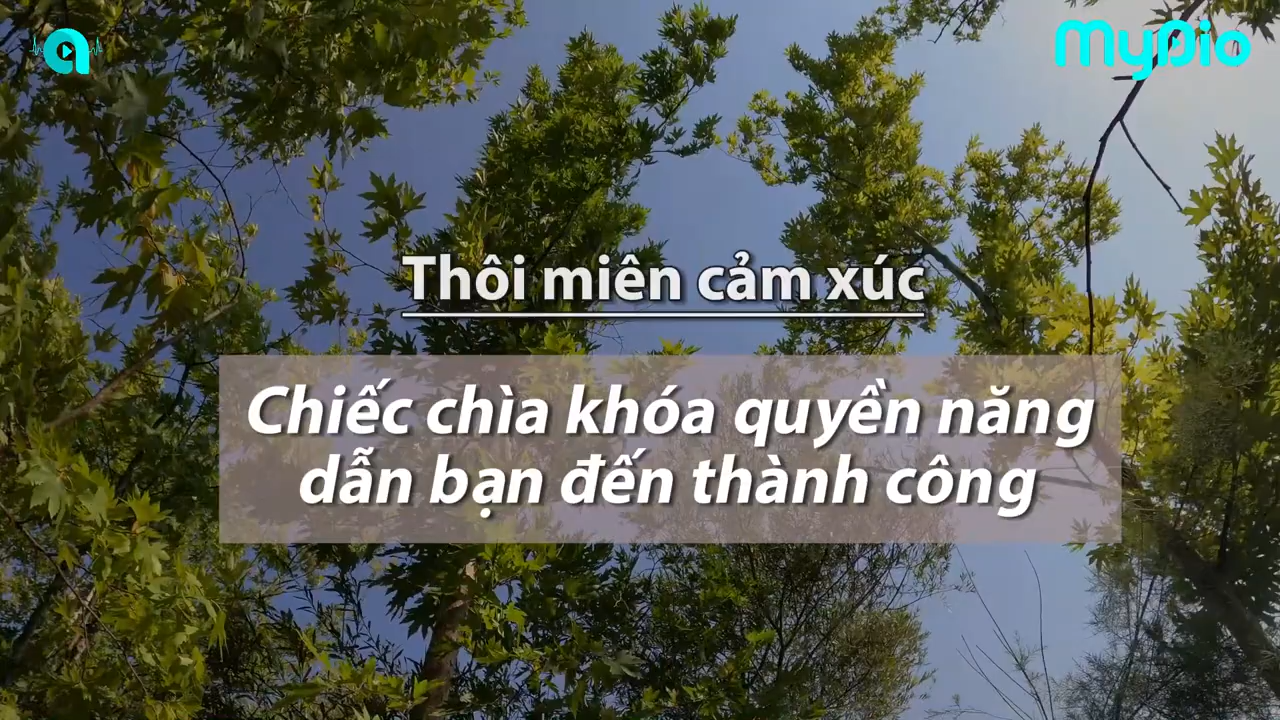 MyDio
Thôi miên cảm xúc
Chiếc chìa khóa quyền năng
dẫn bạn đến thành công